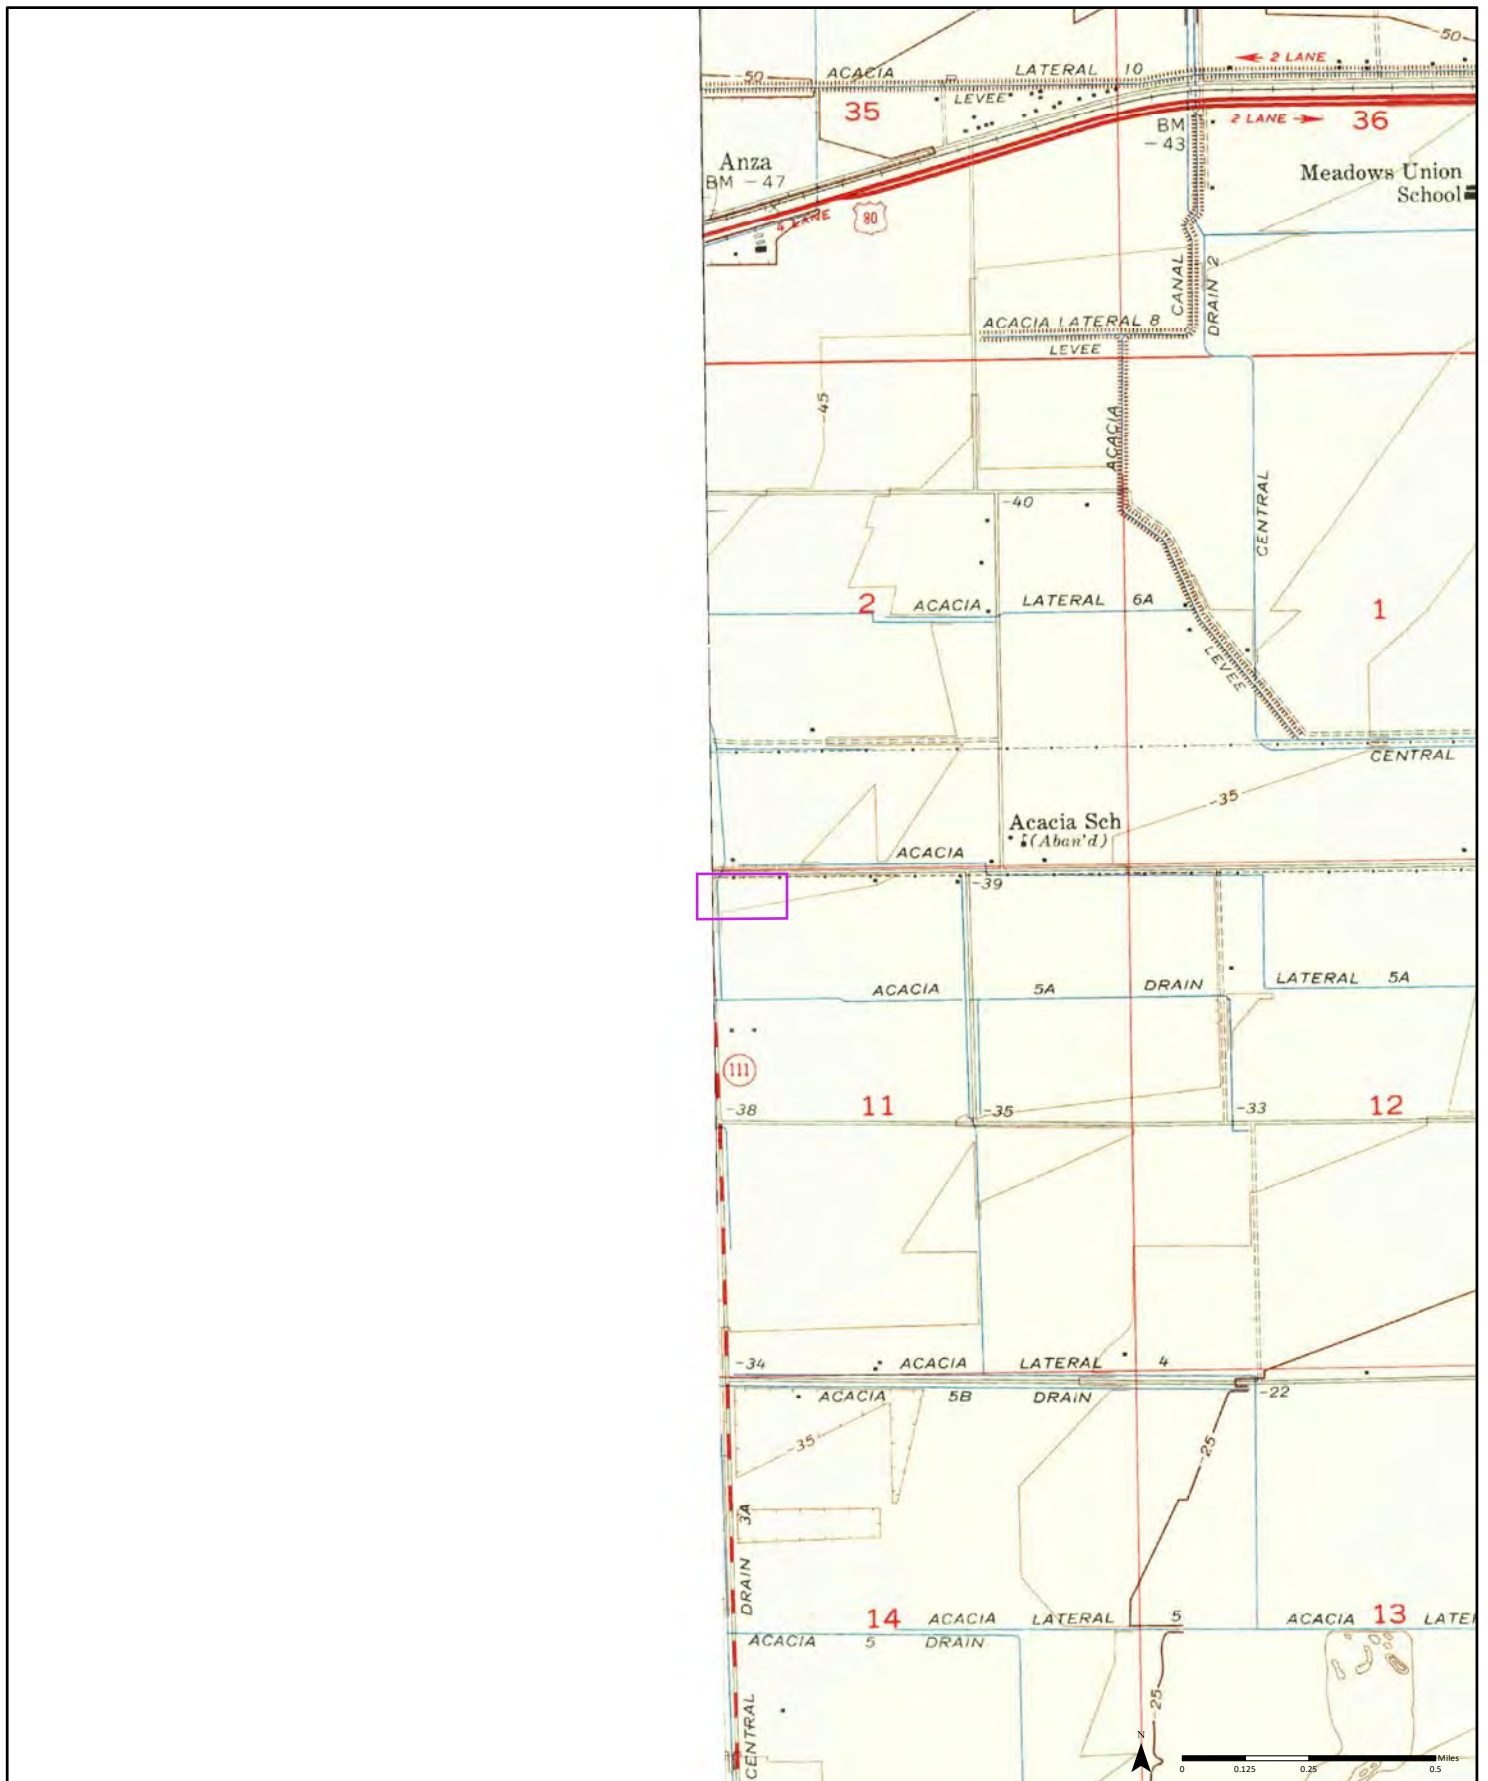 -50
2 LANE
-50
ACACIA LATERAL 10
LEVEE
35
BM
-43
2 LANE
36
Anza
BM -47
Meadows Union
School
4 LANE
80
CANAL
DRAIN 2
ACACIA LATERAL 8
LEVEE
-45
ACACIA
CENTRAL
-40
2
ACACIA LATERAL 6A
1
LEVEE
CENTRAL
-35
Acacia Sch
(Aban'd)
ACACIA
-39
ACACIA 5A DRAIN
LATERAL 5A
111
-38
11
-35
-33
12
-34
ACACIA LATERAL 4
ACACIA 5B DRAIN
-22
-35
-25
DRAIN 3A
14
ACACIA LATERAL 5
ACACIA 13 LATE
ACACIA 5 DRAIN
-25
CENTRAL
N
Miles
0 0.125 0.25 0.5